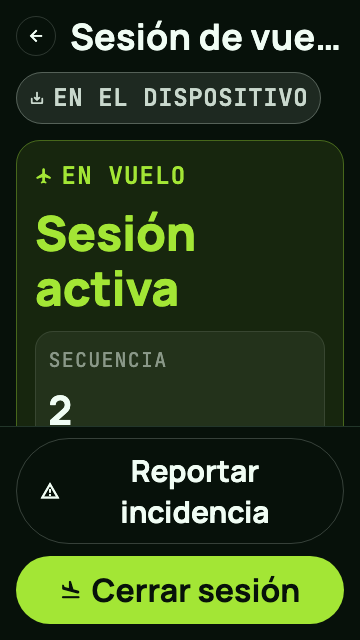 Sesión de vue…
EN EL DISPOSITIVO
EN VUELO
Sesión
activa
SECUENCIA
2
Reportar
incidencia
Cerrar sesión